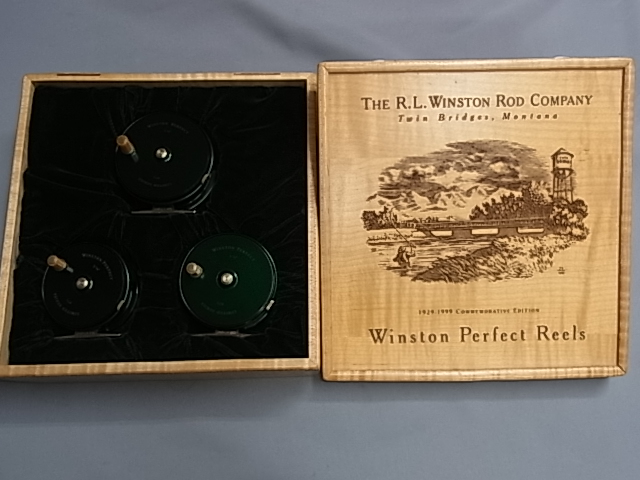 THE R.L. WINSTON ROD COMPANY
Twin Bridges, Montana
1929-1999 COMMEMORATIVE EDITION
Winston Perfect Reels